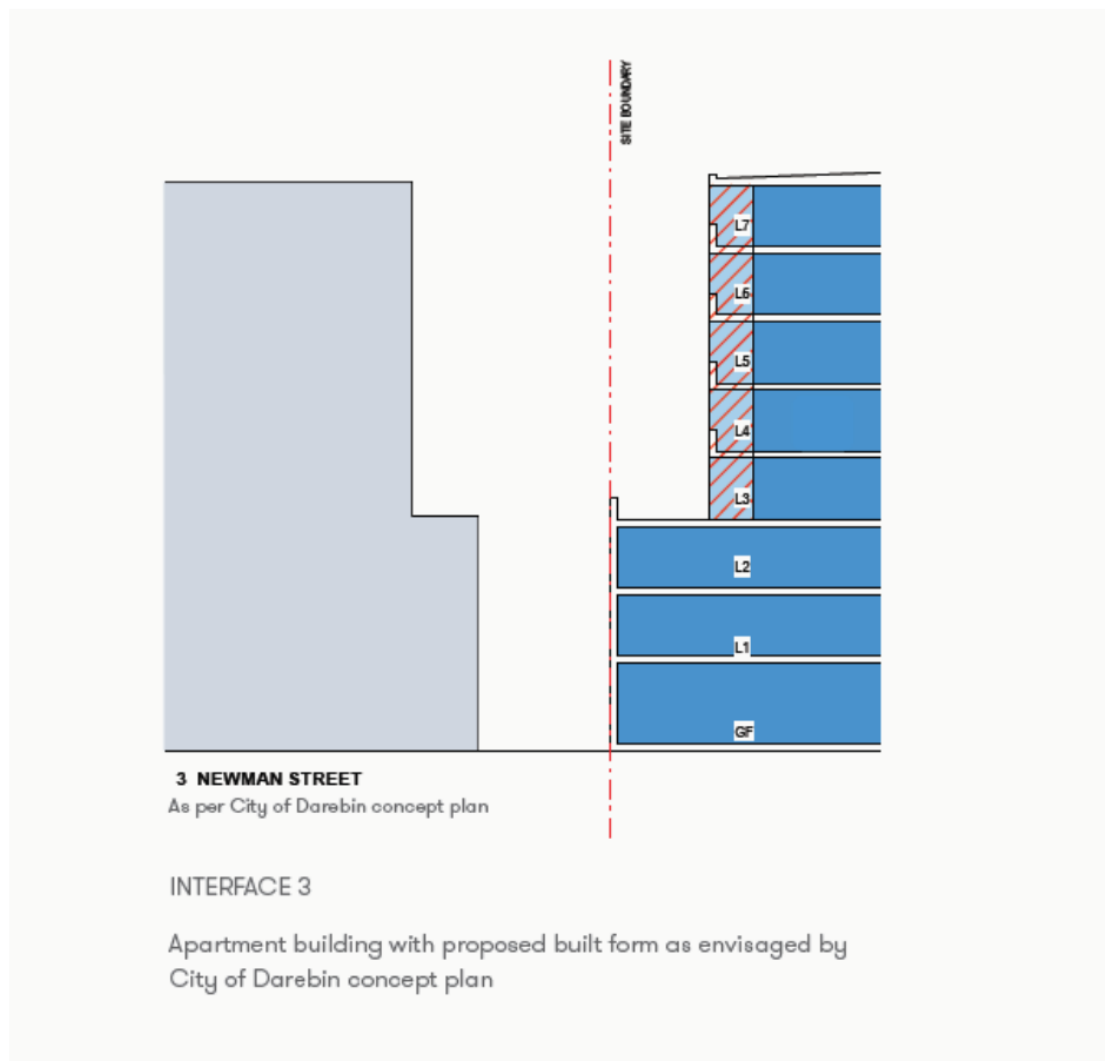 SITE BOUNDARY
L7
L6
L5
L4
L3
L2
L1
GF
3 NEWMAN STREET
As per City of Darebin concept plan
INTERFACE 3
Apartment building with proposed built form as envisaged by
City of Darebin concept plan